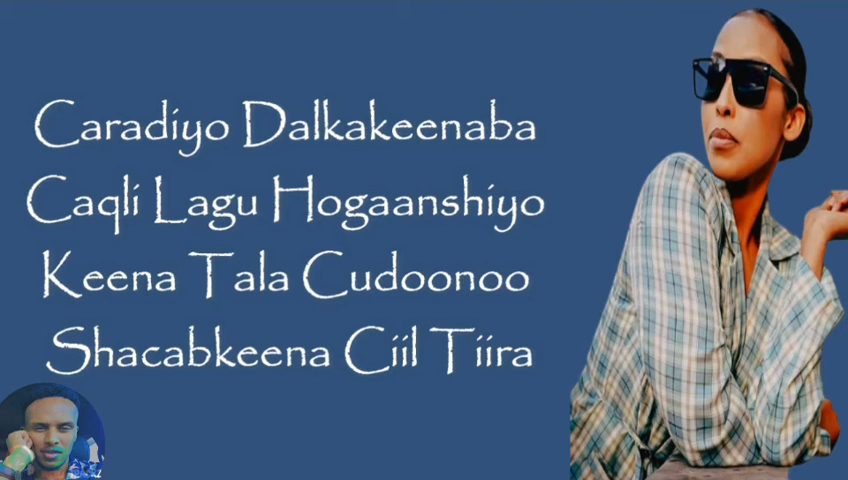 Caradiyo Dalkakeenaba
Caqli Lagu Hogaanshiyo
Keena Tala Cudoonoo
Shacabkeena Ciil Tiira